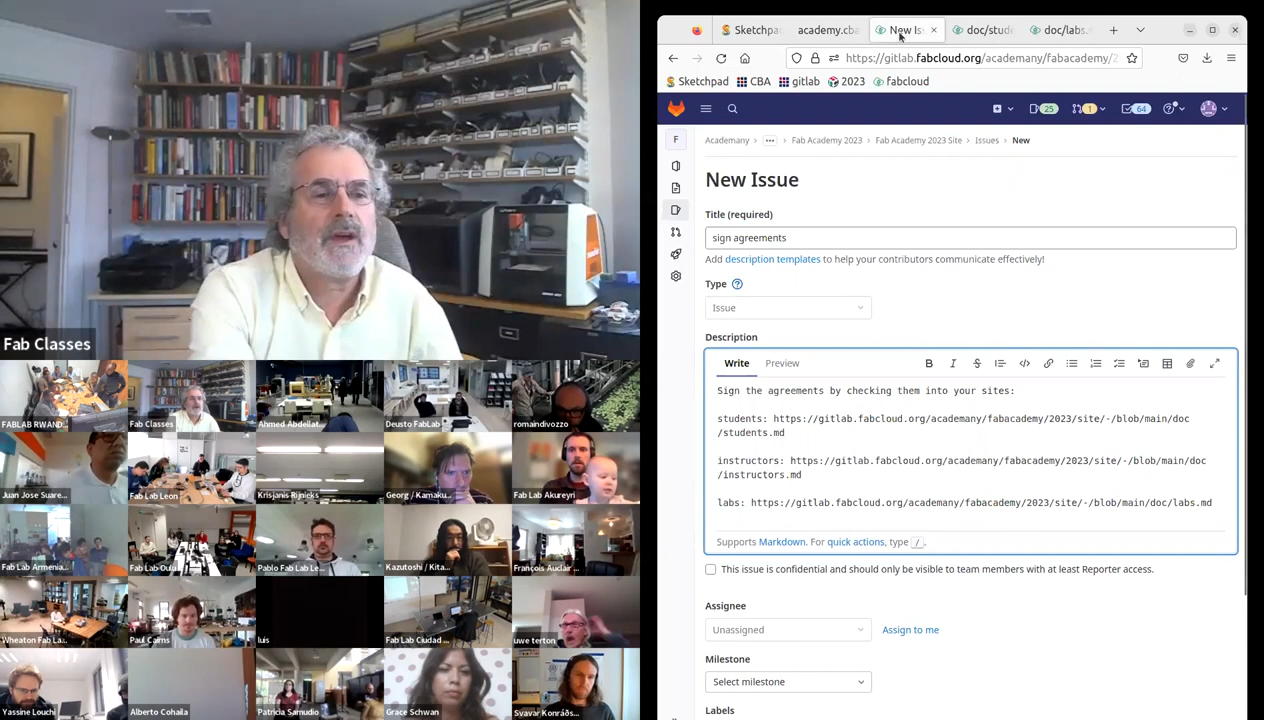 Fab Classes
FABLAB RWAND...
Fab Classes
Ahmed Abdellat...
Deusto FabLab
romaindivozzo
Juan Jose Suare...
Fab Lab Leon
Krisjanis Rijnieks
Georg / Kamaku...
Fab Lab Akureyri
Fab Lab Armenia...
Fab Lab Oulu
Pablo Fab Lab Le...
Kazutoshi / Kita...
François Auclair ...
Wheaton Fab La...
Paul Cairns
luis
Fab Lab Ciudad ...
uwe terton
Yassine Louchi
Alberto Cohaila
Patricia Samudio
Grace Schwan
Svavar Konráðs...
Sketchpa
academy.cba
New Is
doc/stude
doc/labs.
https://gitlab.fabcloud.org/academany/fabacademy/2
Sketchpad
CBA
gitlab
2023
fabcloud
25
1
64
F
Academany > ... > Fab Academy 2023 > Fab Academy 2023 Site > Issues > New
New Issue
Title (required)
sign agreements
Add description templates to help your contributors communicate effectively!
Type
Issue
Description
Write Preview
Sign the agreements by checking them into your sites:
students: https://gitlab.fabcloud.org/academany/fabacademy/2023/site/-/blob/main/doc
/students.md
instructors: https://gitlab.fabcloud.org/academany/fabacademy/2023/site/-/blob/main/doc
/instructors.md
labs: https://gitlab.fabcloud.org/academany/fabacademy/2023/site/-/blob/main/doc/labs.md
Supports Markdown. For quick actions, type /.
This issue is confidential and should only be visible to team members with at least Reporter access.
Assignee
Unassigned
Assign to me
Milestone
Select milestone
Labels